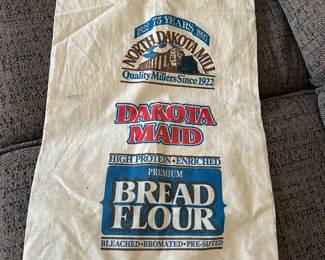 1922 75 YEARS 1997
NORTH DAKOTA MILL
Quality Millers Since 1922
DAKOTA
MAID
HIGH PROTEIN•ENRICHED
PREMIUM
BREAD
FLOUR
BLEACHED•BROMATED•PRE-SIFTED